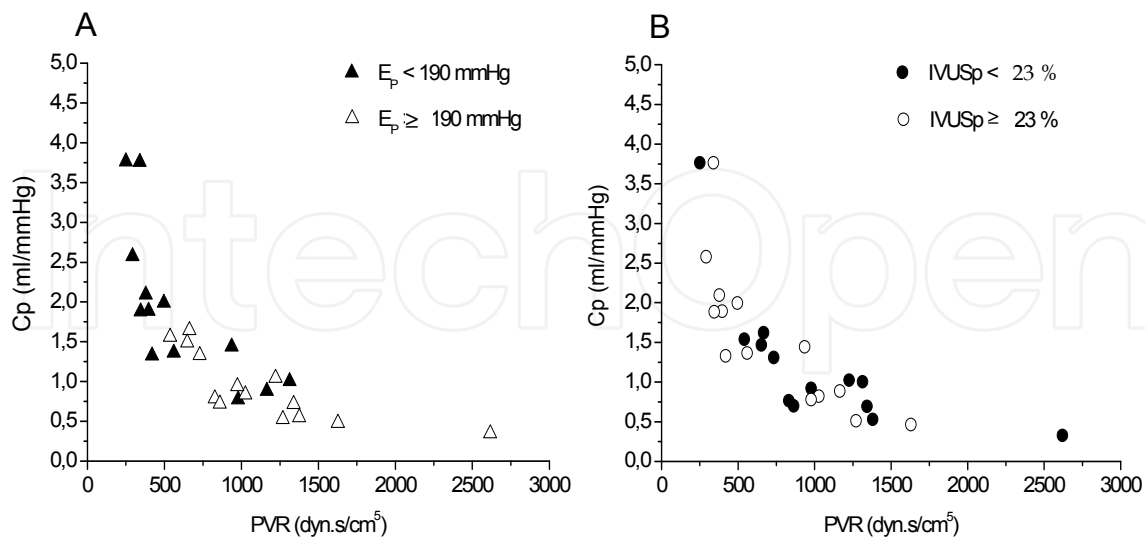 A
5,0
4,5
4,0
3,5
3,0
2,5
2,0
1,5
1,0
0,5
0,0
Cp (ml/mmHg)
0 500 1000 1500 2000 2500 3000
PVR (dyn.s/cm⁵)
▲ E_P < 190 mmHg
△ E_P ≥ 190 mmHg
B
5,0
4,5
4,0
3,5
3,0
2,5
2,0
1,5
1,0
0,5
0,0
Cp (ml/mmHg)
0 500 1000 1500 2000 2500 3000
PVR (dyn.s/cm⁵)
● IVUSp < 23 %
○ IVUSp ≥ 23 %
IntechOpen